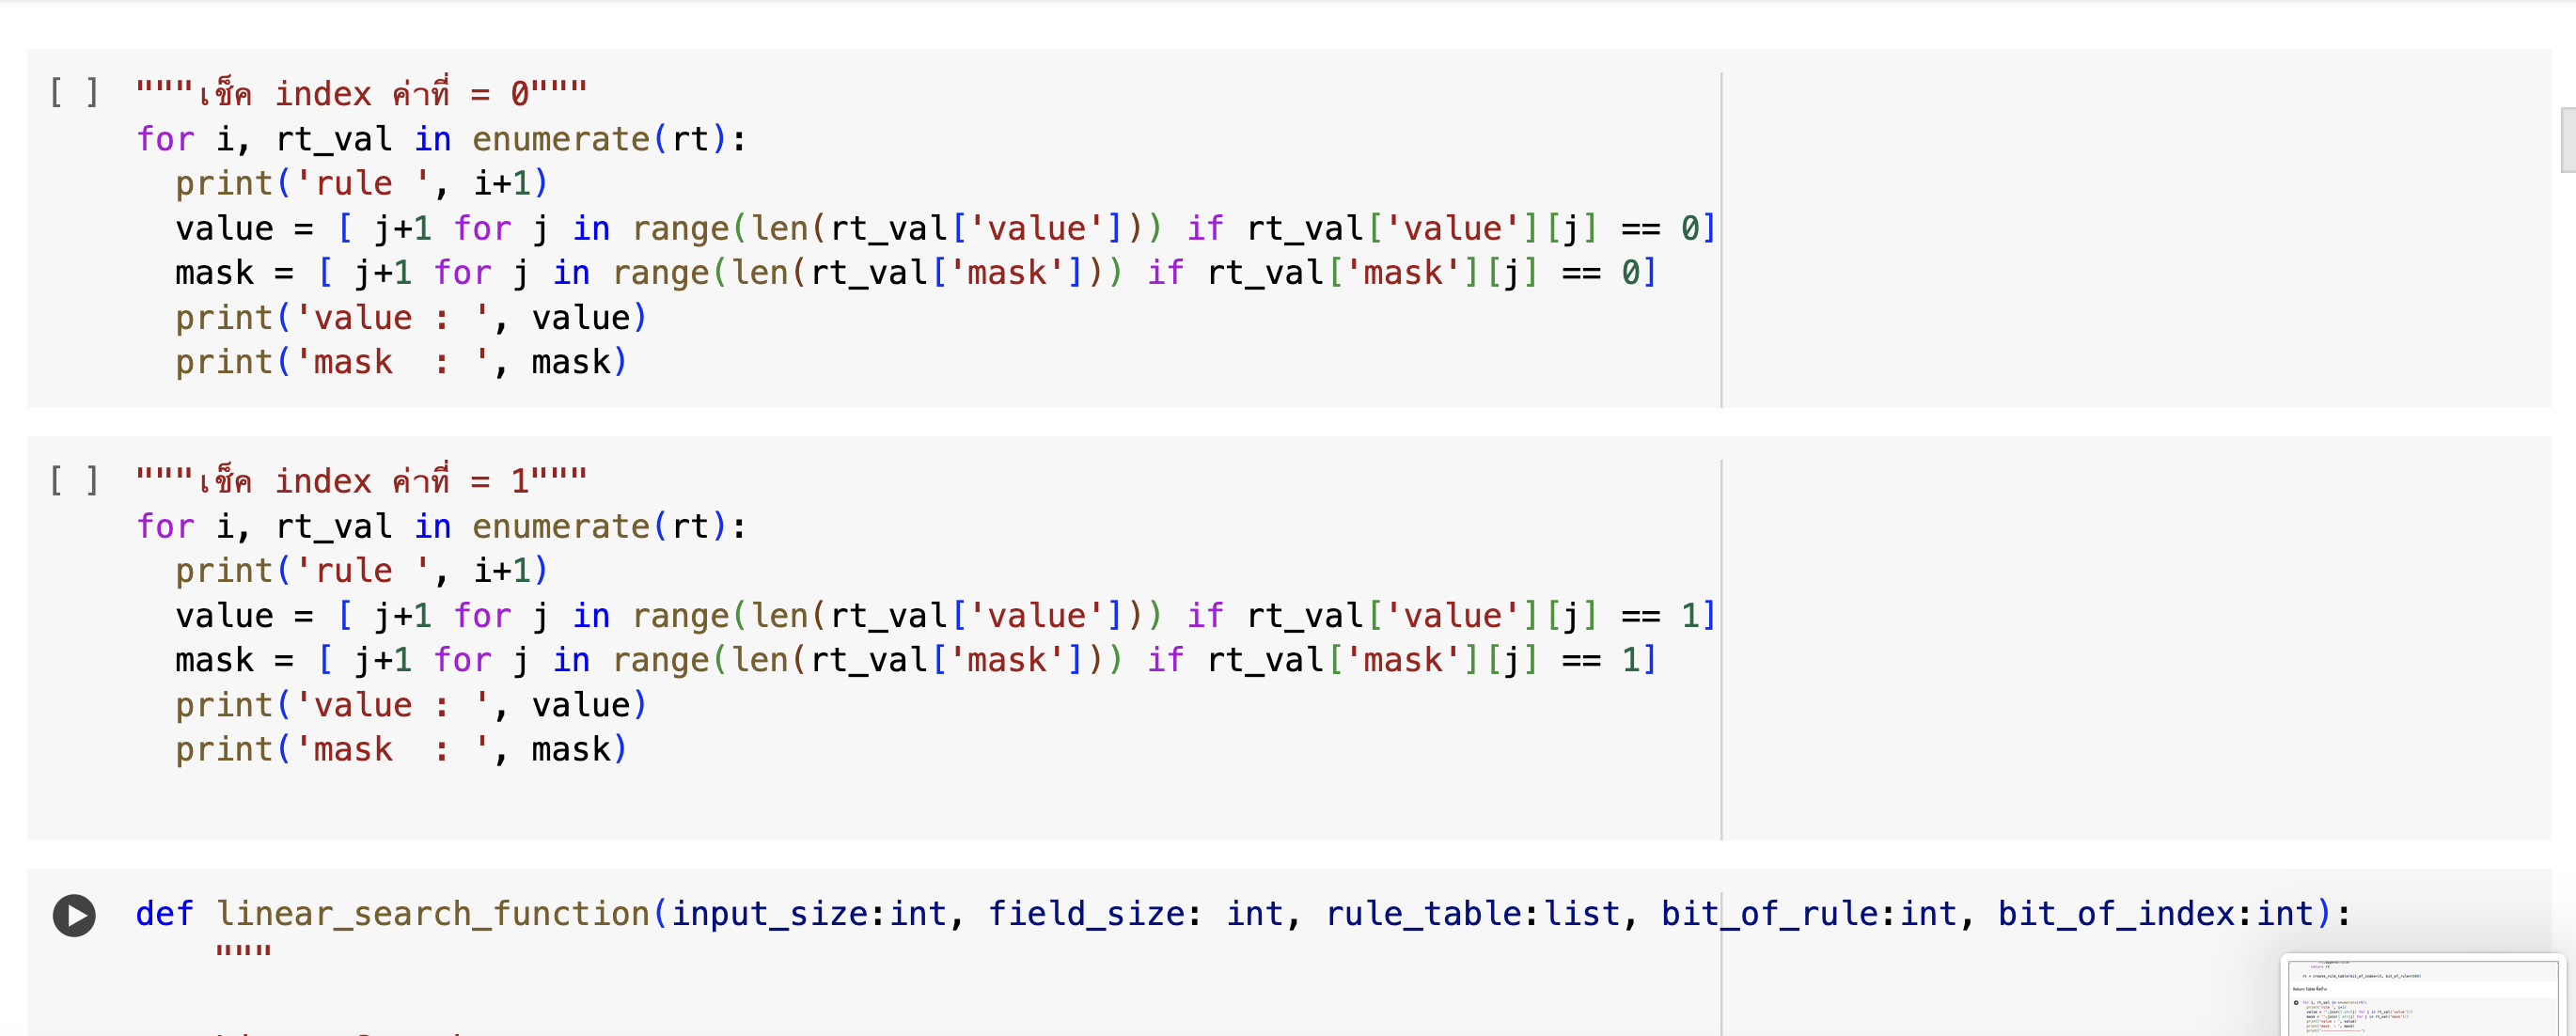 [ ] """เช็ค index ค่าที่ = 0"""
for i, rt_val in enumerate(rt):
  print('rule ', i+1)
  value = [ j+1 for j in range(len(rt_val['value'])) if rt_val['value'][j] == 0]
  mask = [ j+1 for j in range(len(rt_val['mask'])) if rt_val['mask'][j] == 0]
  print('value : ', value)
  print('mask  : ', mask)
[ ] """เช็ค index ค่าที่ = 1"""
for i, rt_val in enumerate(rt):
  print('rule ', i+1)
  value = [ j+1 for j in range(len(rt_val['value'])) if rt_val['value'][j] == 1]
  mask = [ j+1 for j in range(len(rt_val['mask'])) if rt_val['mask'][j] == 1]
  print('value : ', value)
  print('mask  : ', mask)
def linear_search_function(input_size:int, field_size: int, rule_table:list, bit_of_rule:int, bit_of_index:int):
    """